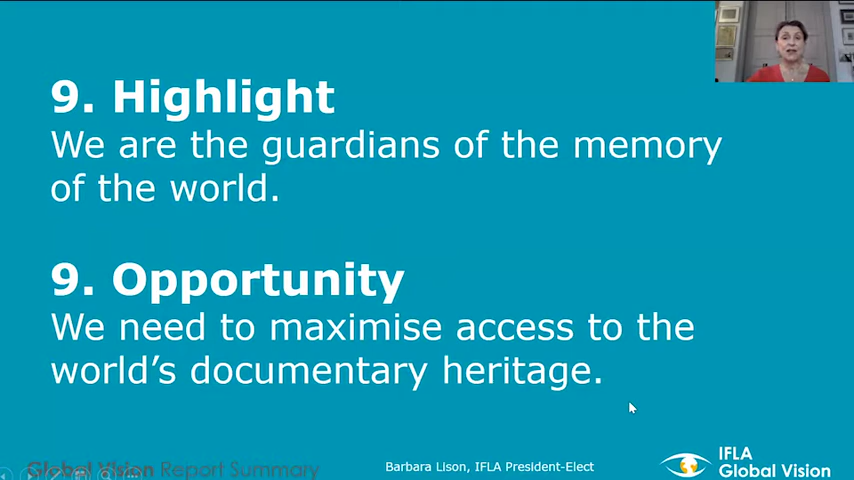 9. Highlight
We are the guardians of the memory
of the world.
9. Opportunity
We need to maximise access to the
world's documentary heritage.
Global Vision Report Summary
Barbara Lison, IFLA President-Elect
IFLA
Global Vision